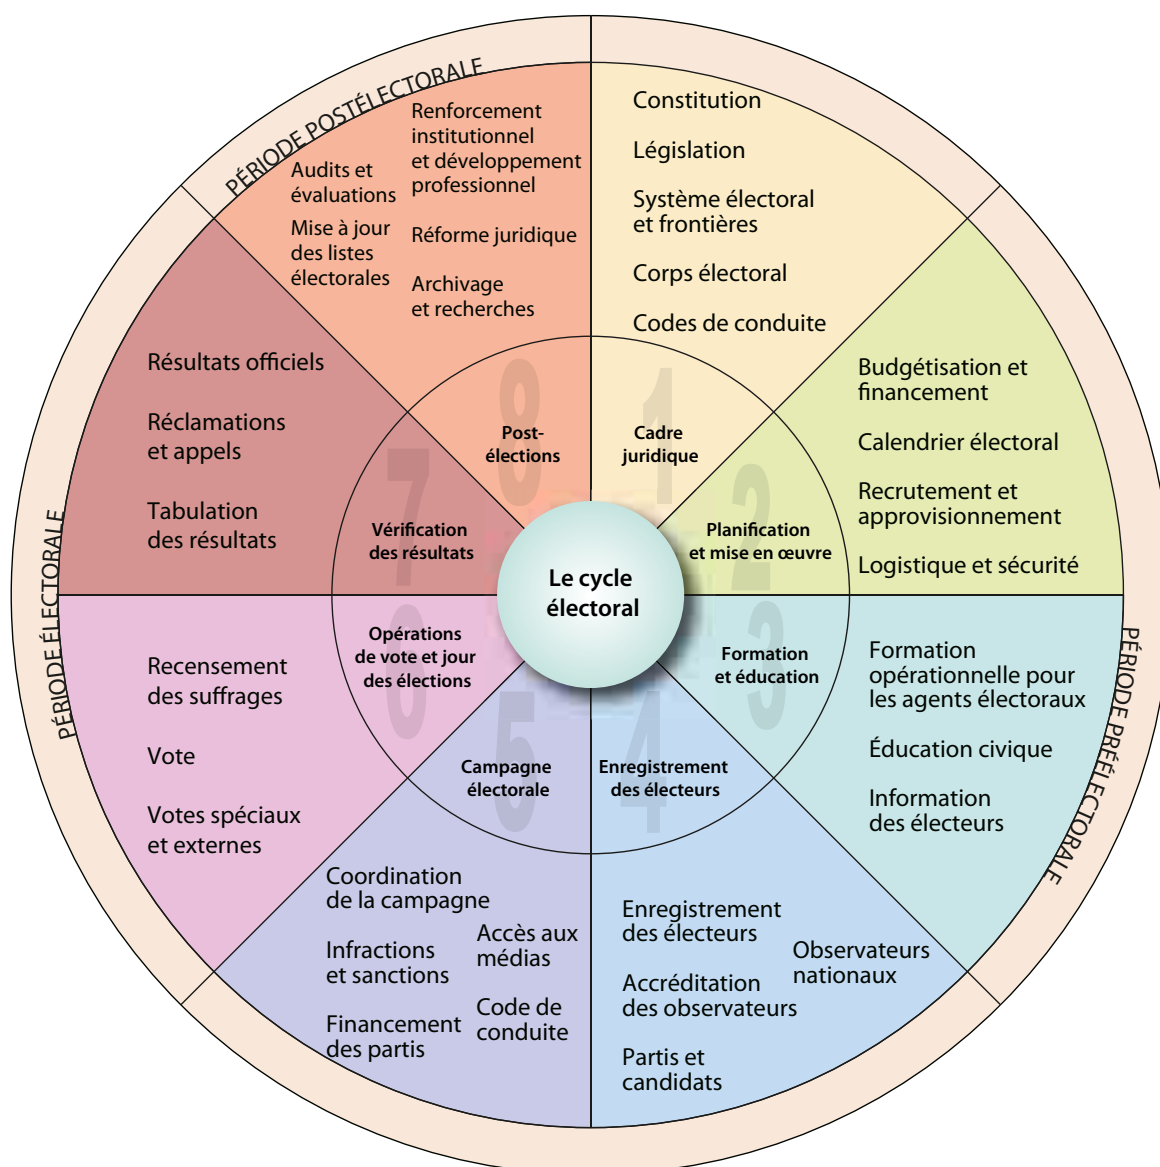 PÉRIODE POSTÉLECTORALE
PÉRIODE PRÉÉLECTORALE
PÉRIODE ÉLECTORALE
Le cycle
électoral
1
Cadre
juridique
Constitution
Législation
Système électoral
et frontières
Corps électoral
Codes de conduite
2
Planification
et mise en œuvre
Budgétisation et
financement
Calendrier électoral
Recrutement et
approvisionnement
Logistique et sécurité
3
Formation
et éducation
Formation
opérationnelle pour
les agents électoraux
Éducation civique
Information
des électeurs
4
Enregistrement
des électeurs
Enregistrement
des électeurs
Accréditation
des observateurs
Partis et
candidats
Observateurs
nationaux
5
Campagne
électorale
Coordination
de la campagne
Infractions
et sanctions
Financement
des partis
Accès aux
médias
Code de
conduite
6
Opérations
de vote et jour
des élections
Recensement
des suffrages
Vote
Votes spéciaux
et externes
7
Vérification
des résultats
Résultats officiels
Réclamations
et appels
Tabulation
des résultats
8
Post-
élections
Audits et
évaluations
Mise à jour
des listes
électorales
Renforcement
institutionnel
et développement
professionnel
Réforme juridique
Archivage
et recherches